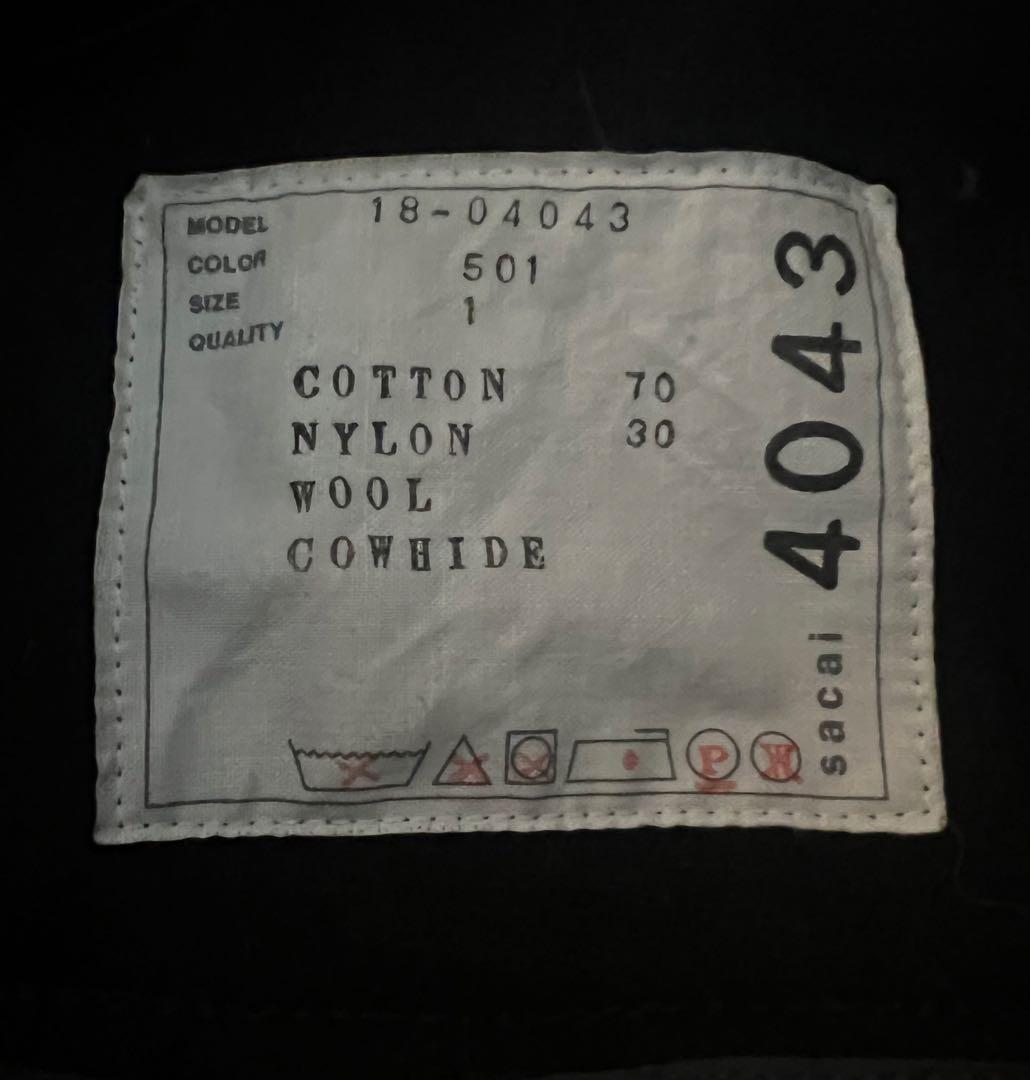 MODEL 18-04043
COLOR 501
SIZE 1
QUALITY
COTTON 70
NYLON 30
WOOL
COWHIDE
P W
sacai 4043